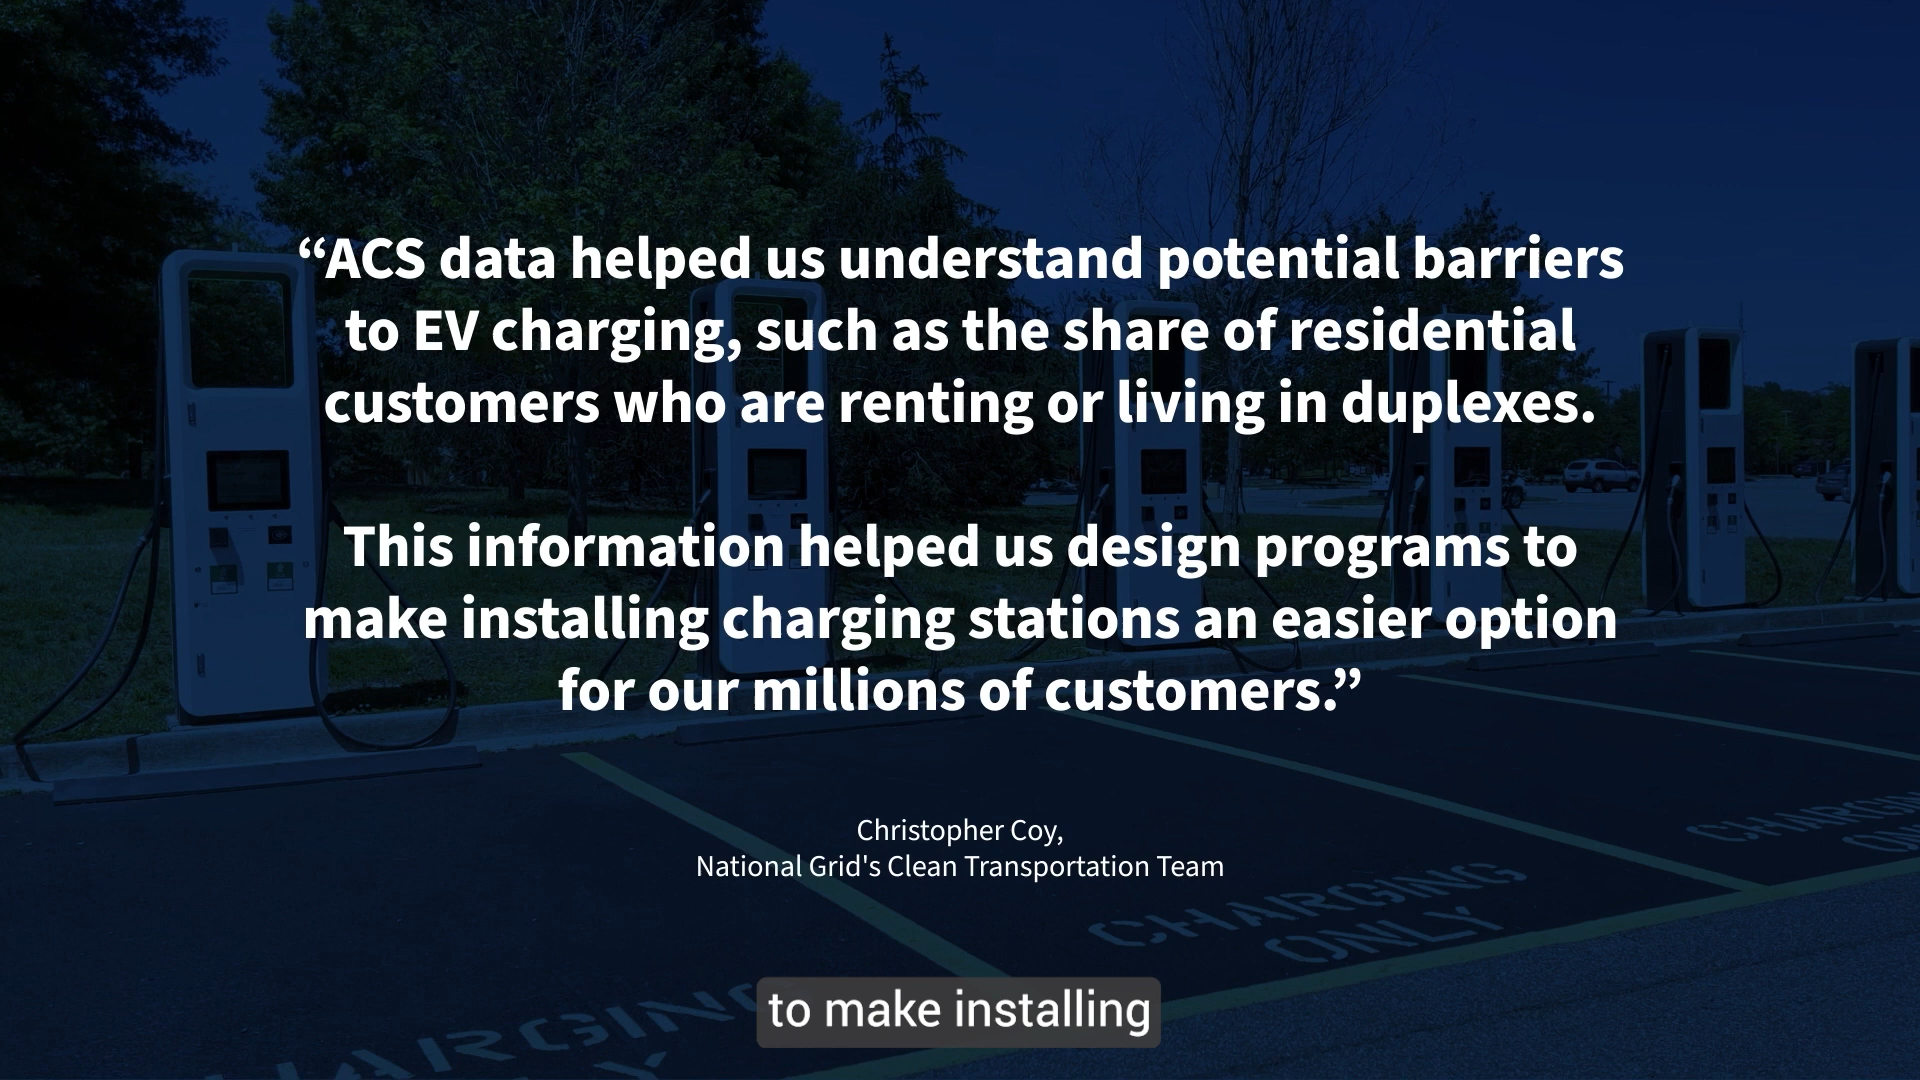 “ACS data helped us understand potential barriers
to EV charging, such as the share of residential
customers who are renting or living in duplexes.
This information helped us design programs to
make installing charging stations an easier option
for our millions of customers.”
Christopher Coy,
National Grid's Clean Transportation Team
CHARGING
ONLY
to make installing